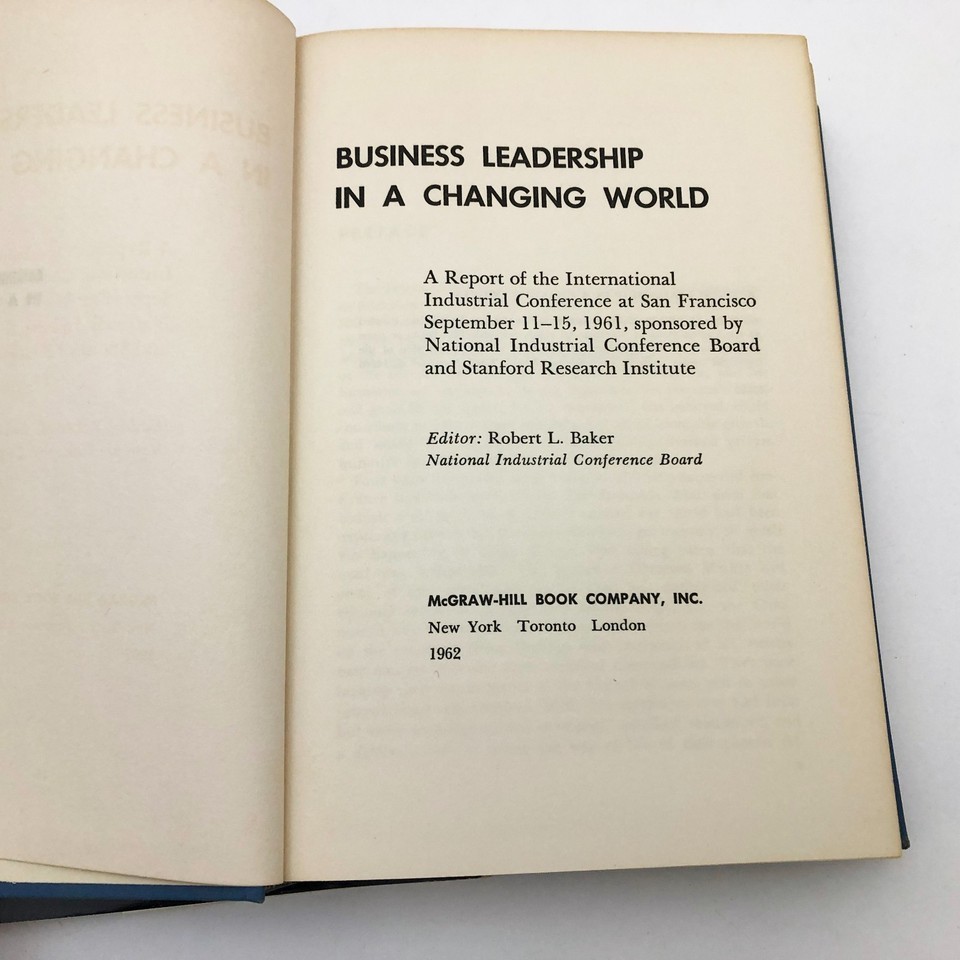 BUSINESS LEADERSHIP
IN A CHANGING WORLD
A Report of the International
Industrial Conference at San Francisco
September 11–15, 1961, sponsored by
National Industrial Conference Board
and Stanford Research Institute
Editor: Robert L. Baker
National Industrial Conference Board
McGRAW-HILL BOOK COMPANY, INC.
New York Toronto London
1962